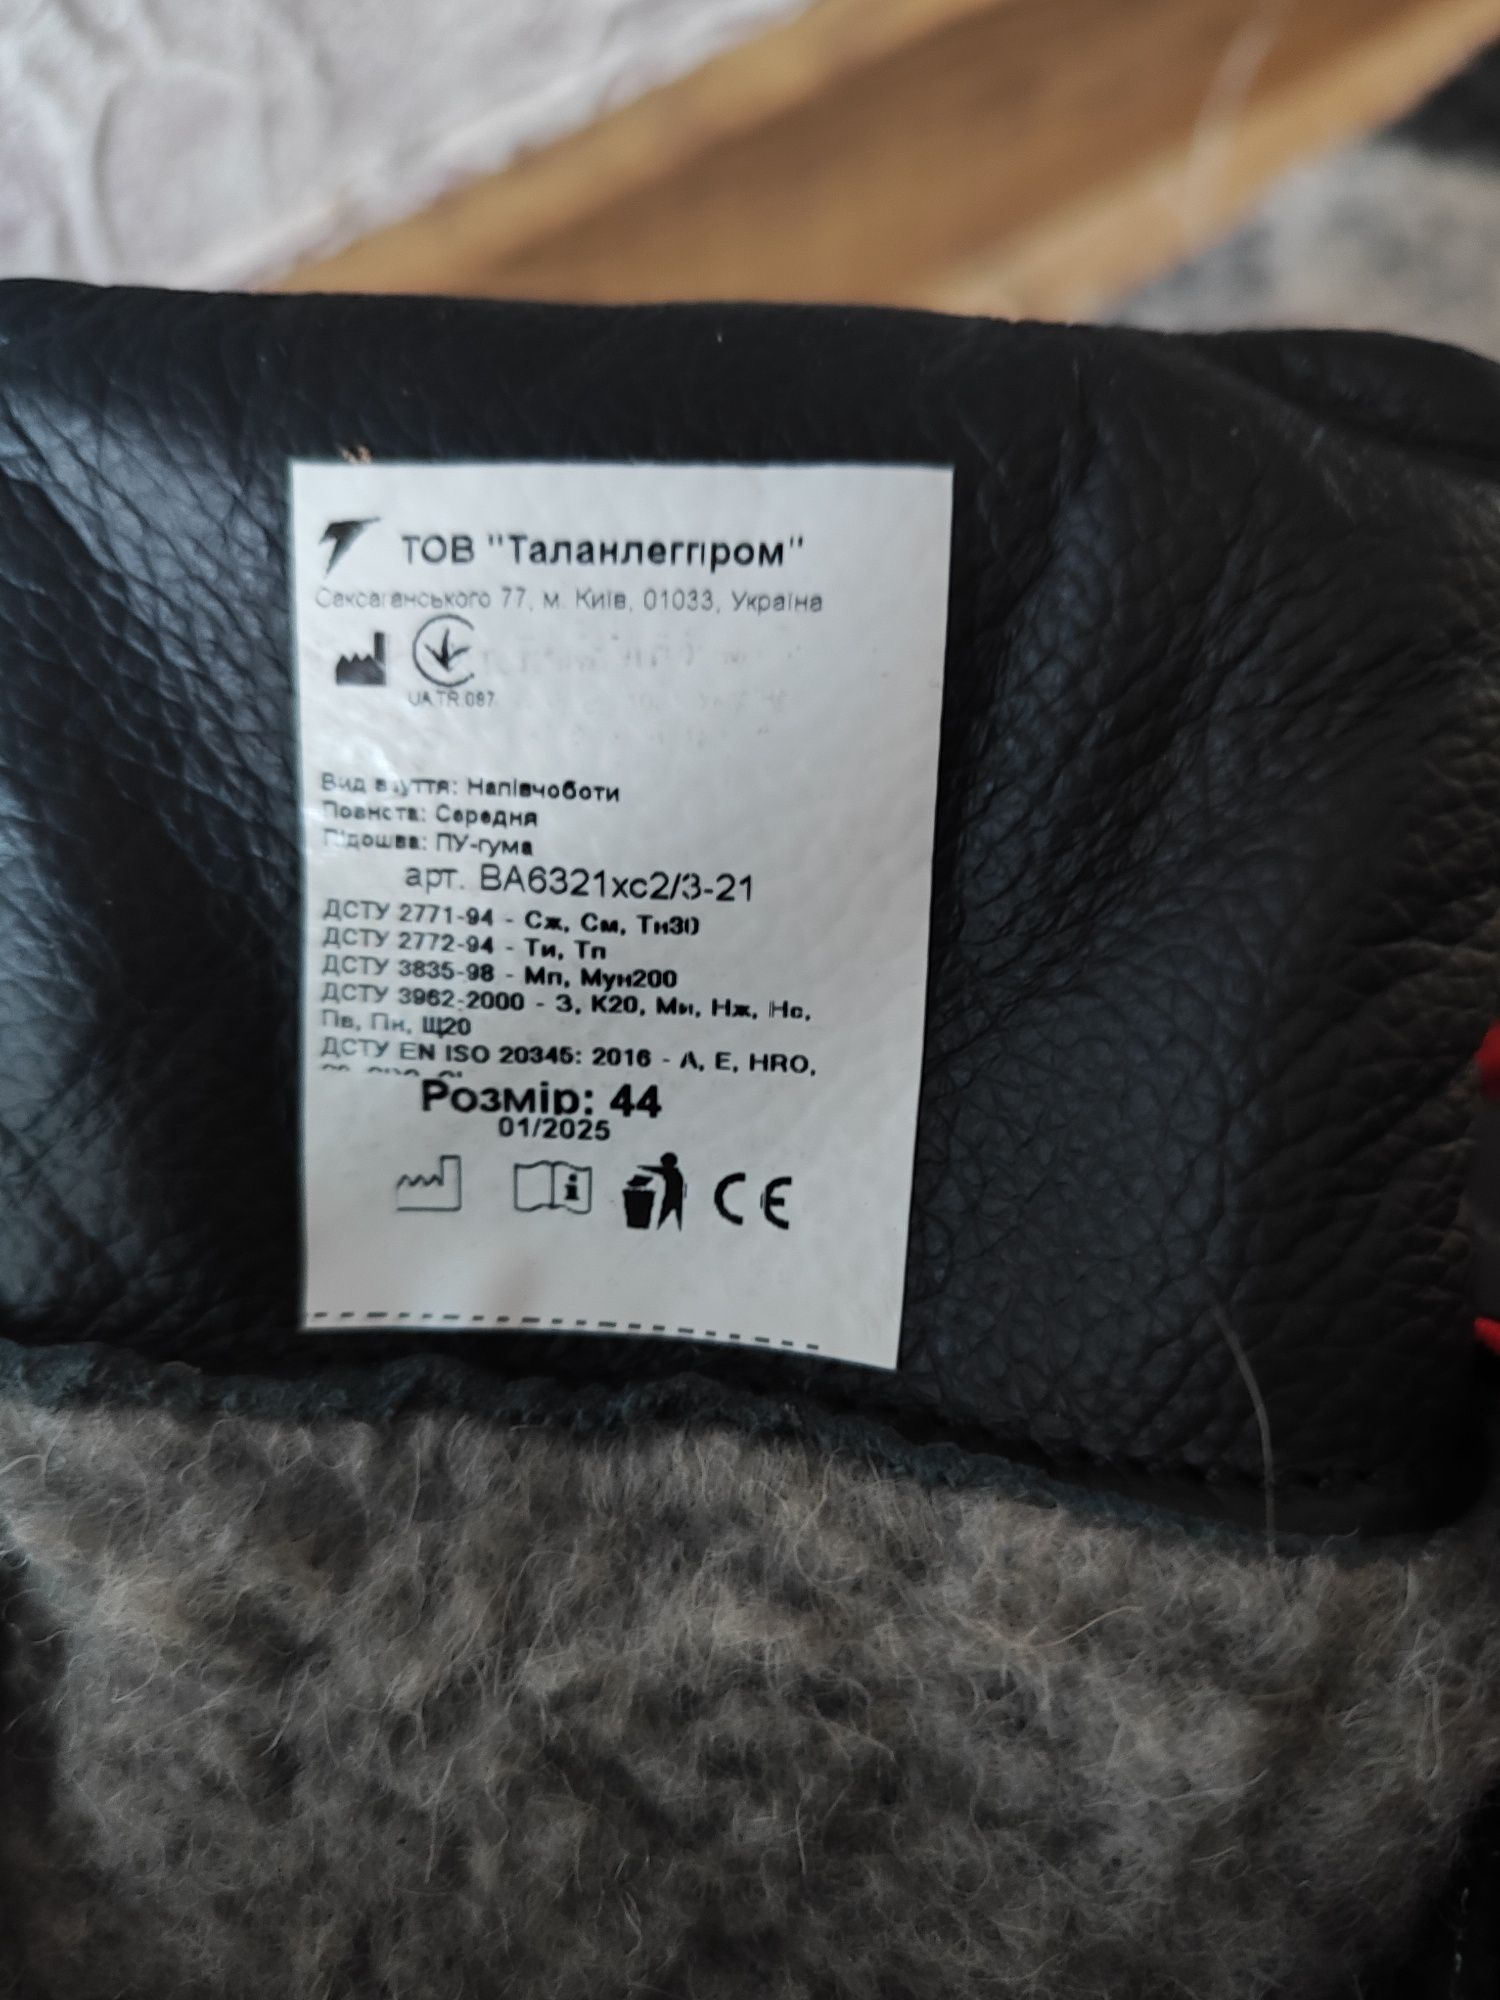 ТОВ "Таланлегпром"
Саксаганського 77, м. Київ, 01033, Україна
UA.TR.087
Вид взуття: Напівчоботи
Повнота: Середня
Підошва: ПУ-гума
арт. ВА6321хс2/3-21
ДСТУ 2771-94 - Сж, См, Тн30
ДСТУ 2772-94 - Ти, Тп
ДСТУ 3835-98 - Мп, Мун200
ДСТУ 3962-2000 - З, К20, Ми, Нж, Нс,
Пв, Пн, Щ20
ДСТУ EN ISO 20345: 2016 - A, E, HRO,
Розмір: 44
01/2025
CE